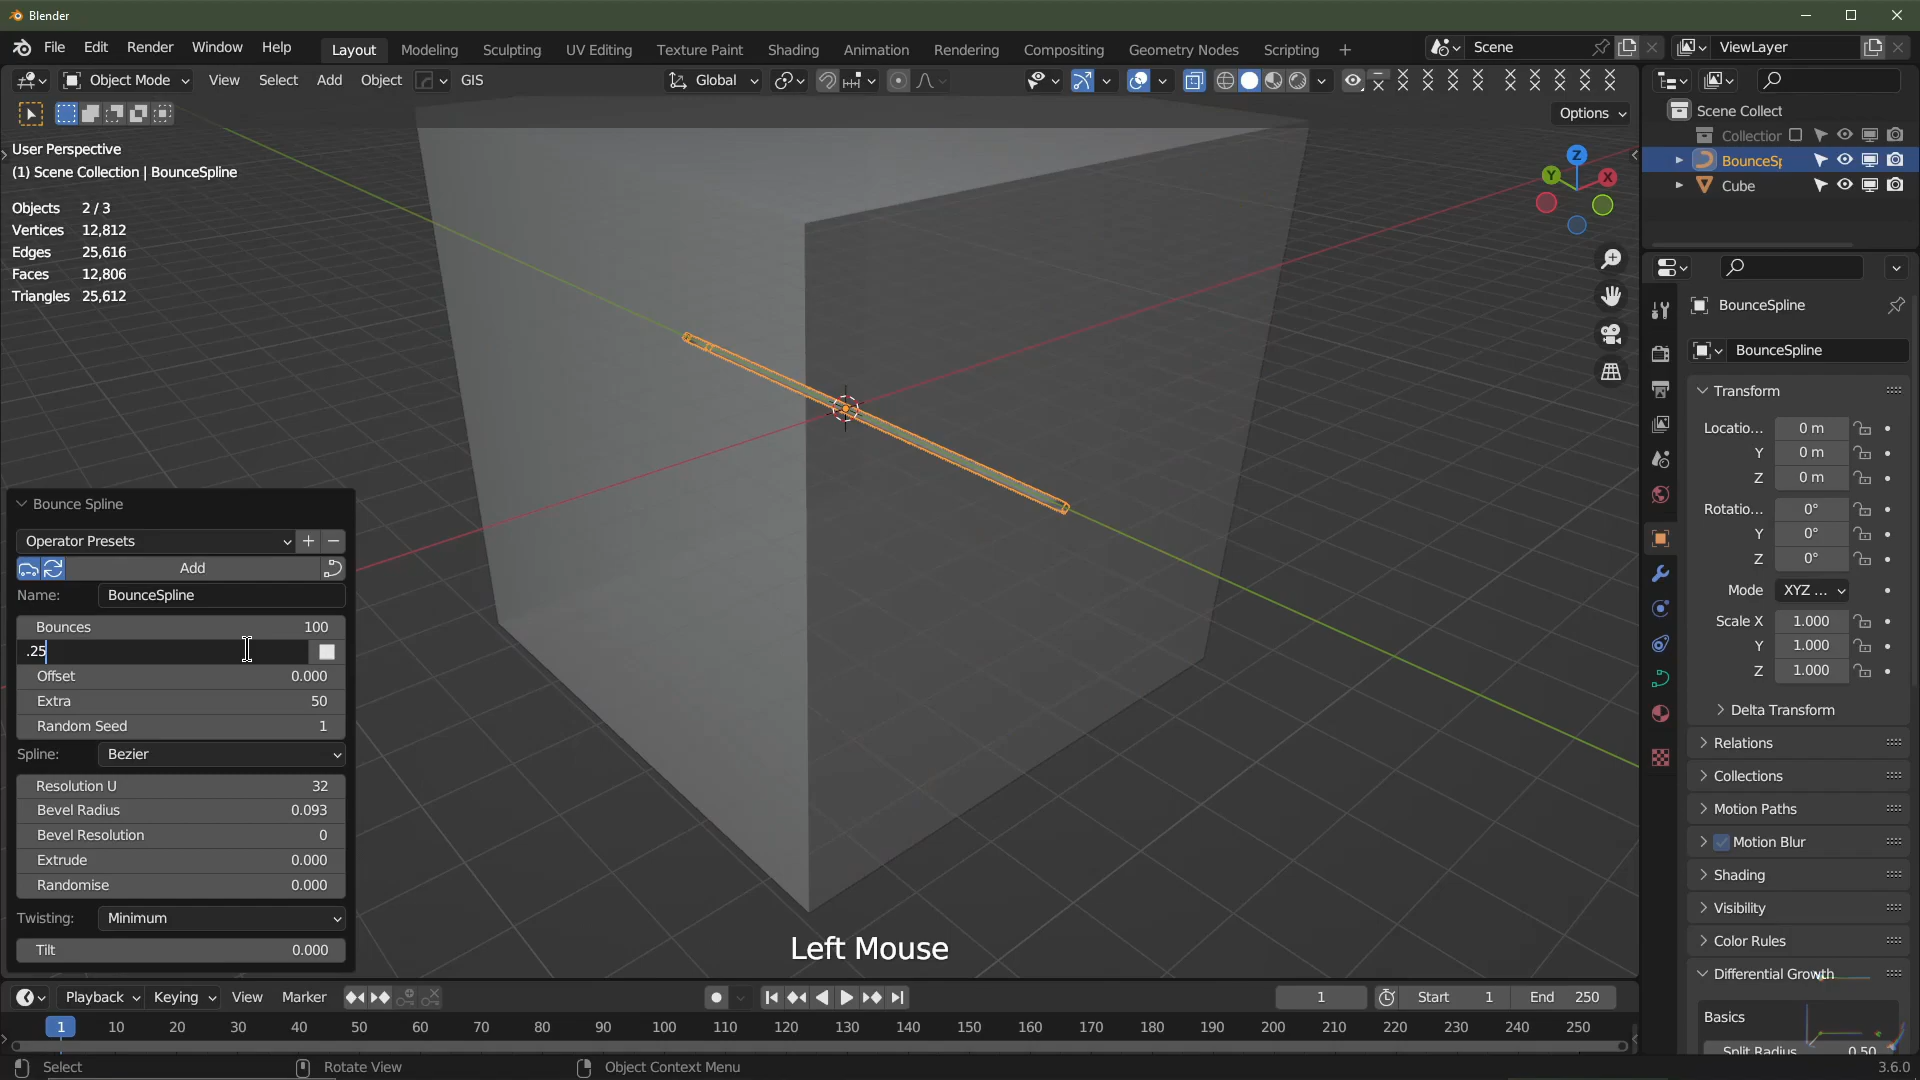 Blender
File Edit Render Window Help
Layout Modeling Sculpting UV Editing Texture Paint Shading Animation Rendering Compositing Geometry Nodes Scripting +
Scene
ViewLayer
Object Mode View Select Add Object GIS
Global
Options
User Perspective
(1) Scene Collection | BounceSpline
Objects 2 / 3
Vertices 12,812
Edges 25,616
Faces 12,806
Triangles 25,612
Z
Y
X
Scene Collect
Collection
BounceSp
Cube
BounceSpline
BounceSpline
Transform
Locatio... 0 m
Y 0 m
Z 0 m
Rotatio... 0°
Y 0°
Z 0°
Mode XYZ ...
Scale X 1.000
Y 1.000
Z 1.000
Delta Transform
Relations
Collections
Motion Paths
Motion Blur
Shading
Visibility
Color Rules
Differential Growth
Basics
Split Radius 0.50
Bounce Spline
Operator Presets
Add
Name: BounceSpline
Bounces 100
.25
Offset 0.000
Extra 50
Random Seed 1
Spline: Bezier
Resolution U 32
Bevel Radius 0.093
Bevel Resolution 0
Extrude 0.000
Randomise 0.000
Twisting: Minimum
Tilt 0.000
Left Mouse
Playback Keying View Marker
1
Start 1
End 250
1 10 20 30 40 50 60 70 80 90 100 110 120 130 140 150 160 170 180 190 200 210 220 230 240 250
Select
Rotate View
Object Context Menu
3.6.0